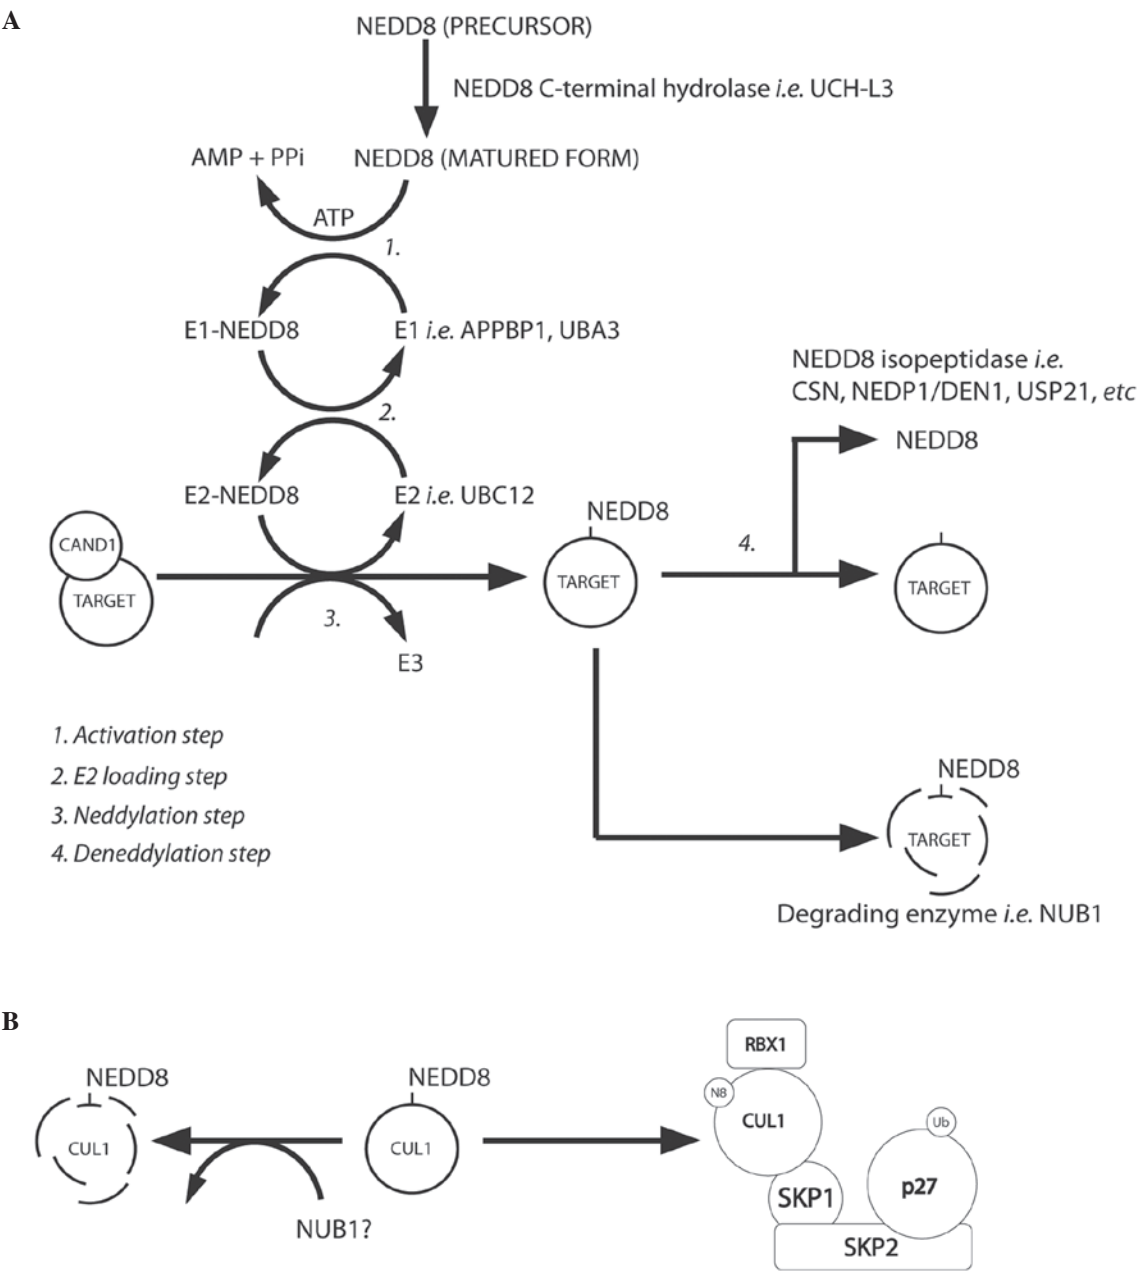 A
NEDD8 (PRECURSOR)
NEDD8 C-terminal hydrolase i.e. UCH-L3
AMP + PPi
NEDD8 (MATURED FORM)
ATP
1.
E1-NEDD8
E1 i.e. APPBP1, UBA3
2.
E2-NEDD8
E2 i.e. UBC12
CAND1
TARGET
3.
E3
NEDD8
TARGET
4.
NEDD8 isopeptidase i.e.
CSN, NEDP1/DEN1, USP21, etc
NEDD8
TARGET
NEDD8
TARGET
Degrading enzyme i.e. NUB1
1. Activation step
2. E2 loading step
3. Neddylation step
4. Deneddylation step
B
NEDD8
CUL1
NUB1?
NEDD8
CUL1
RBX1
N8
CUL1
SKP1
Ub
p27
SKP2